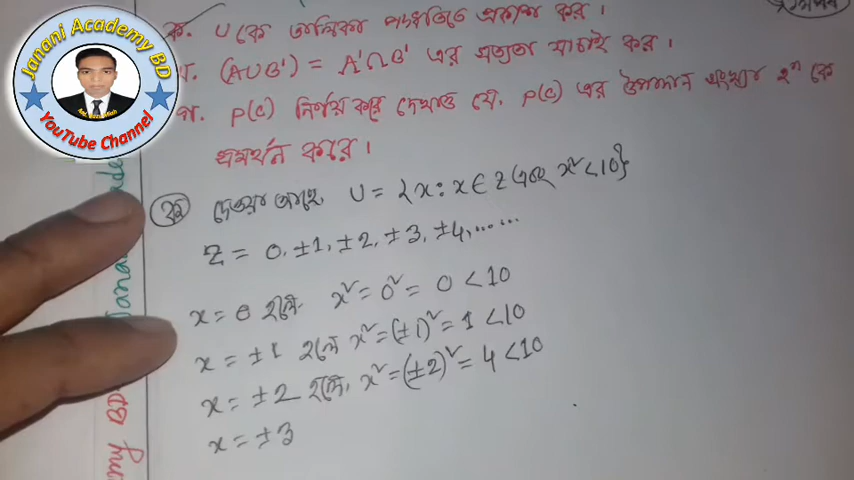 Janani Academy BD
YouTube Channel
ক. U কে তালিকা পদ্ধতিতে প্রকাশ কর।
খ. (A∪B') = A'∩B' এর সত্যতা যাচাই কর।
গ. P(C) নির্ণয় করে দেখাও যে, P(C) এর উপাদান সংখ্যা 2ⁿ কে
সমর্থন করে।
ক দেওয়া আছে, U = {x : x ∈ Z এবং x² < 10}
Z = 0, ±1, ±2, ±3, ±4, ......
x = 0 হলে, x² = 0² = 0 < 10
x = ±1 হলে x² = (±1)² = 1 < 10
x = ±2 হলে, x² = (±2)² = 4 < 10
x = ±3